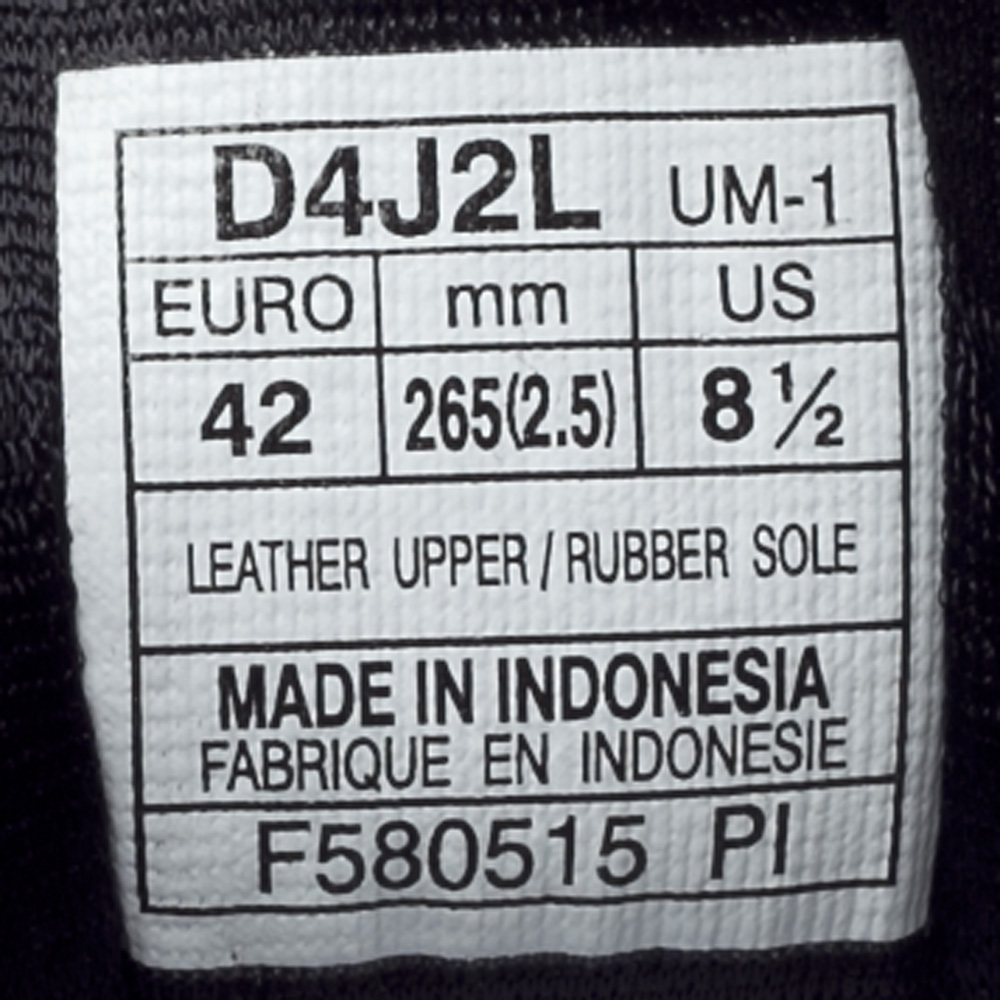 D4J2L UM-1
EURO mm US
42 265(2.5) 8 ½
LEATHER UPPER / RUBBER SOLE
MADE IN INDONESIA
FABRIQUE EN INDONESIE
F580515 PI